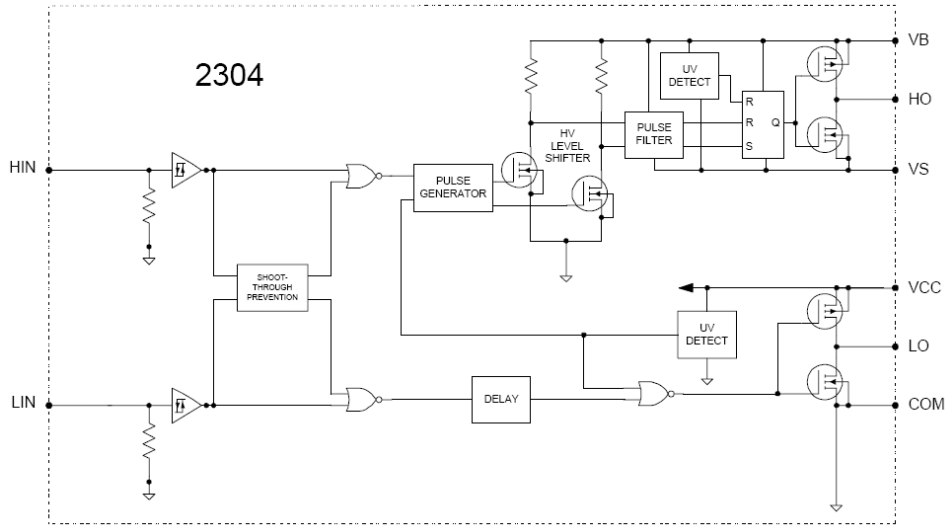 2304
VB
UV
DETECT
HO
R
R
Q
S
PULSE
FILTER
HV
LEVEL
SHIFTER
HIN
VS
PULSE
GENERATOR
SHOOT-
THROUGH
PREVENTION
VCC
UV
DETECT
LO
LIN
DELAY
COM